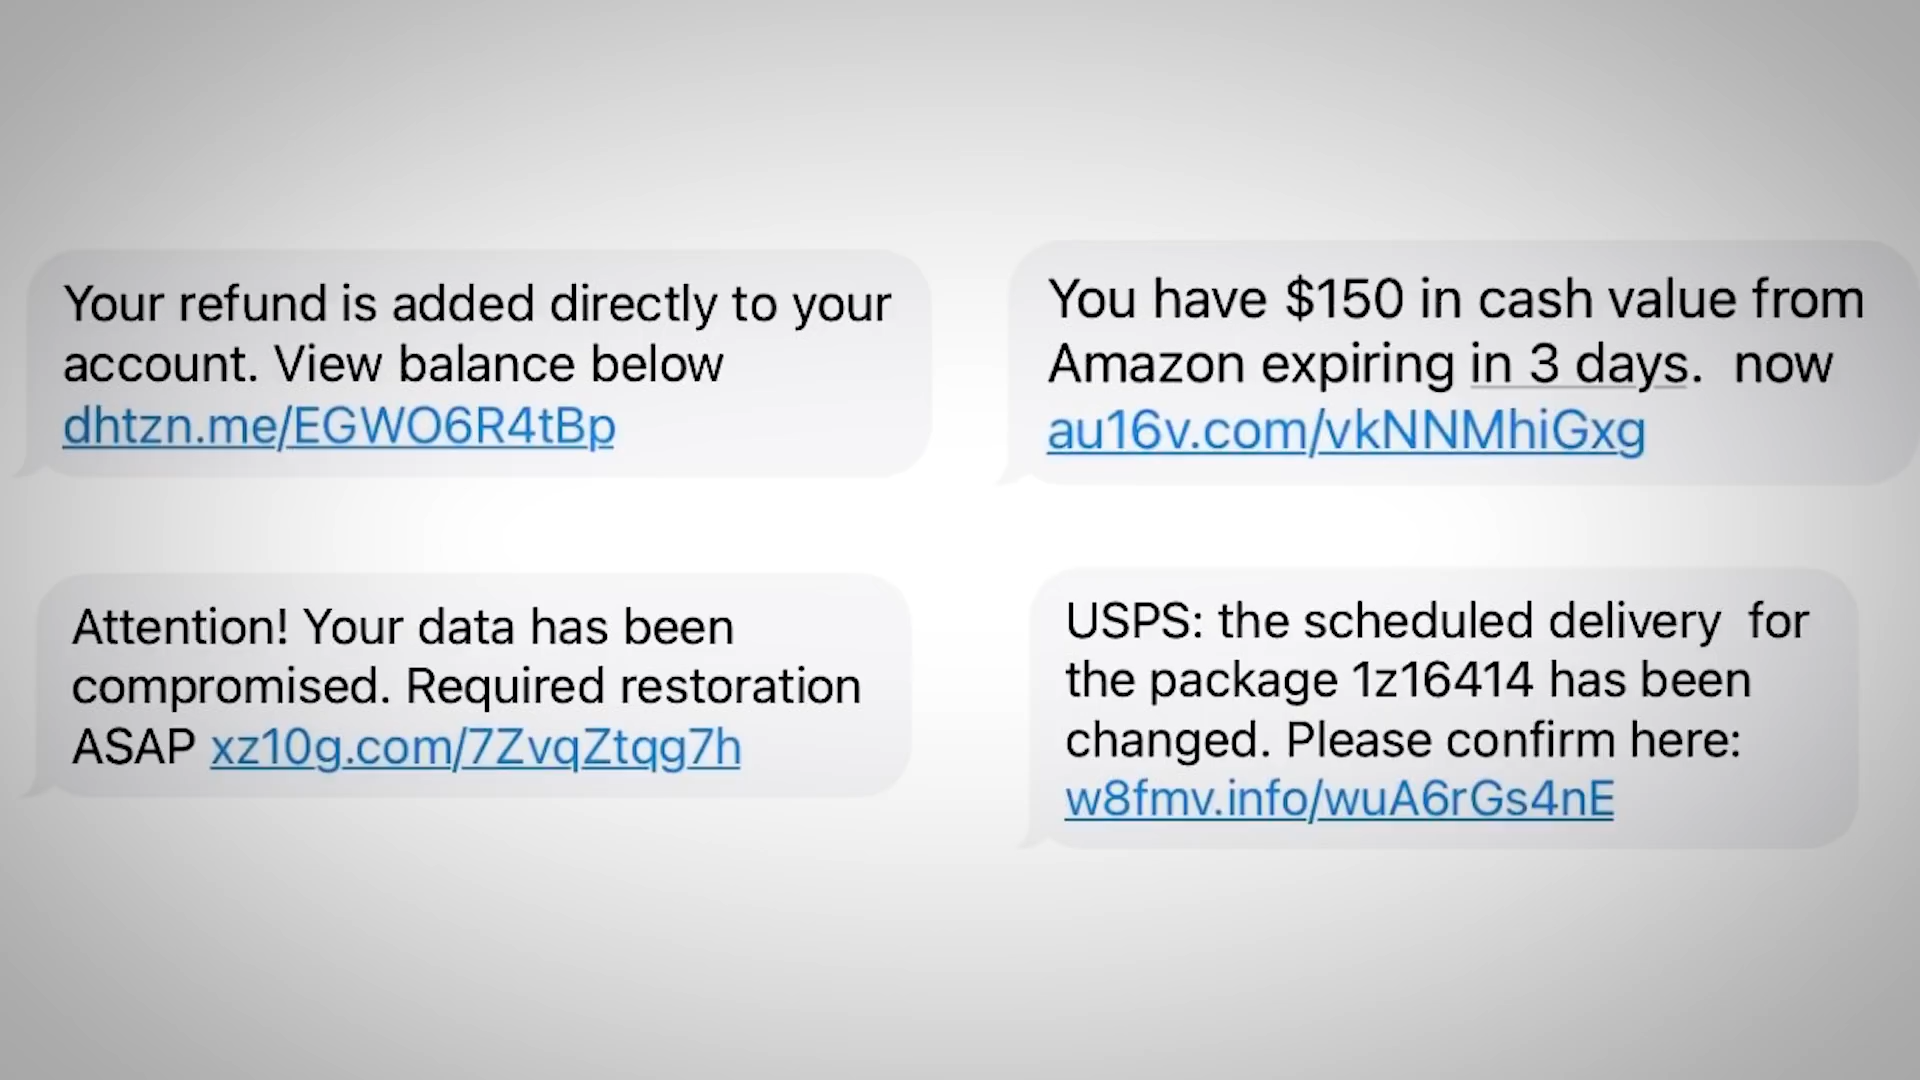 Your refund is added directly to your
account. View balance below
dhtzn.me/EGWO6R4tBp
You have $150 in cash value from
Amazon expiring in 3 days.  now
au16v.com/vkNNMhiGxg
Attention! Your data has been
compromised. Required restoration
ASAP xz10g.com/7ZvqZtqg7h
USPS: the scheduled delivery  for
the package 1z16414 has been
changed. Please confirm here:
w8fmv.info/wuA6rGs4nE